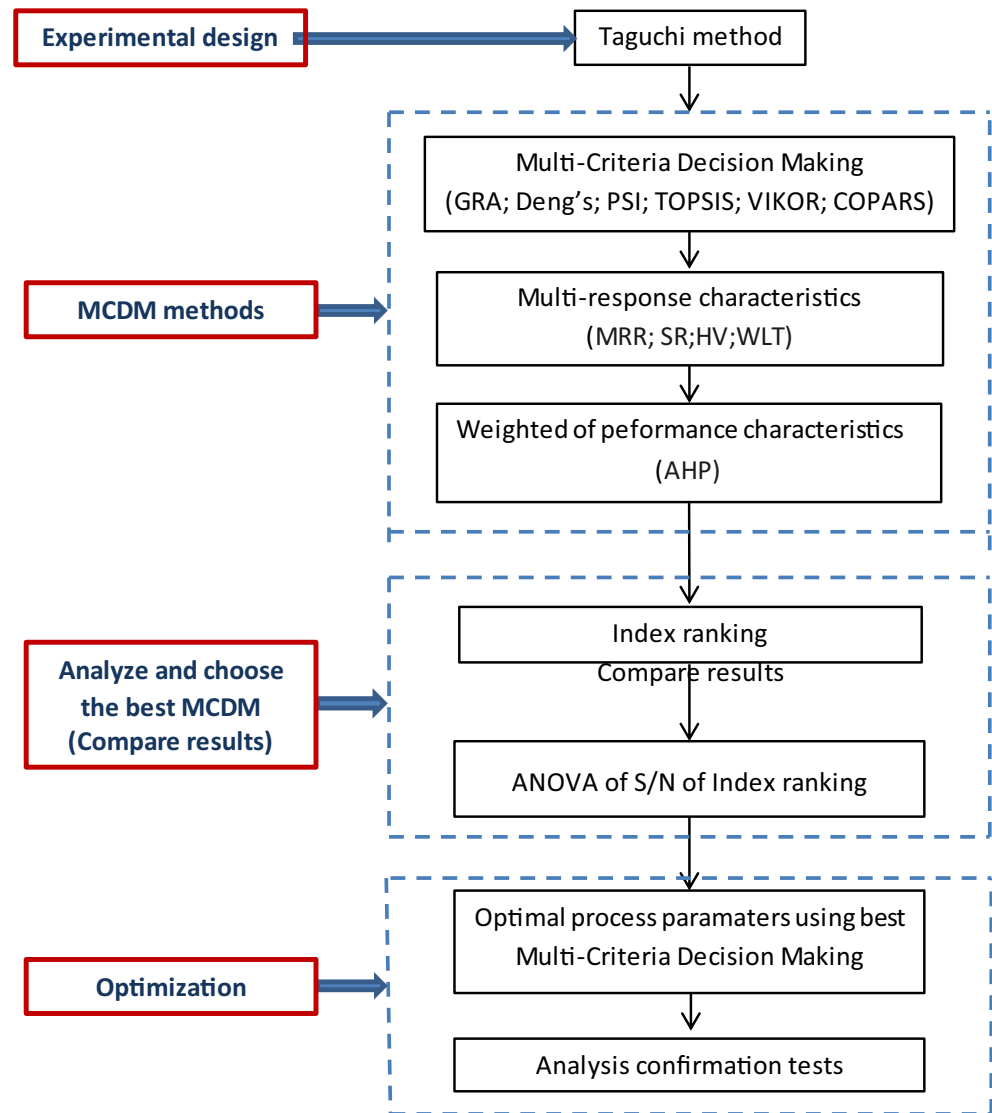 Experimental design
Taguchi method
Multi-Criteria Decision Making
(GRA; Deng's; PSI; TOPSIS; VIKOR; COPARS)
MCDM methods
Multi-response characteristics
(MRR; SR;HV;WLT)
Weighted of peformance characteristics
(AHP)
Analyze and choose
the best MCDM
(Compare results)
Index ranking
Compare results
ANOVA of S/N of Index ranking
Optimal process paramaters using best
Multi-Criteria Decision Making
Optimization
Analysis confirmation tests